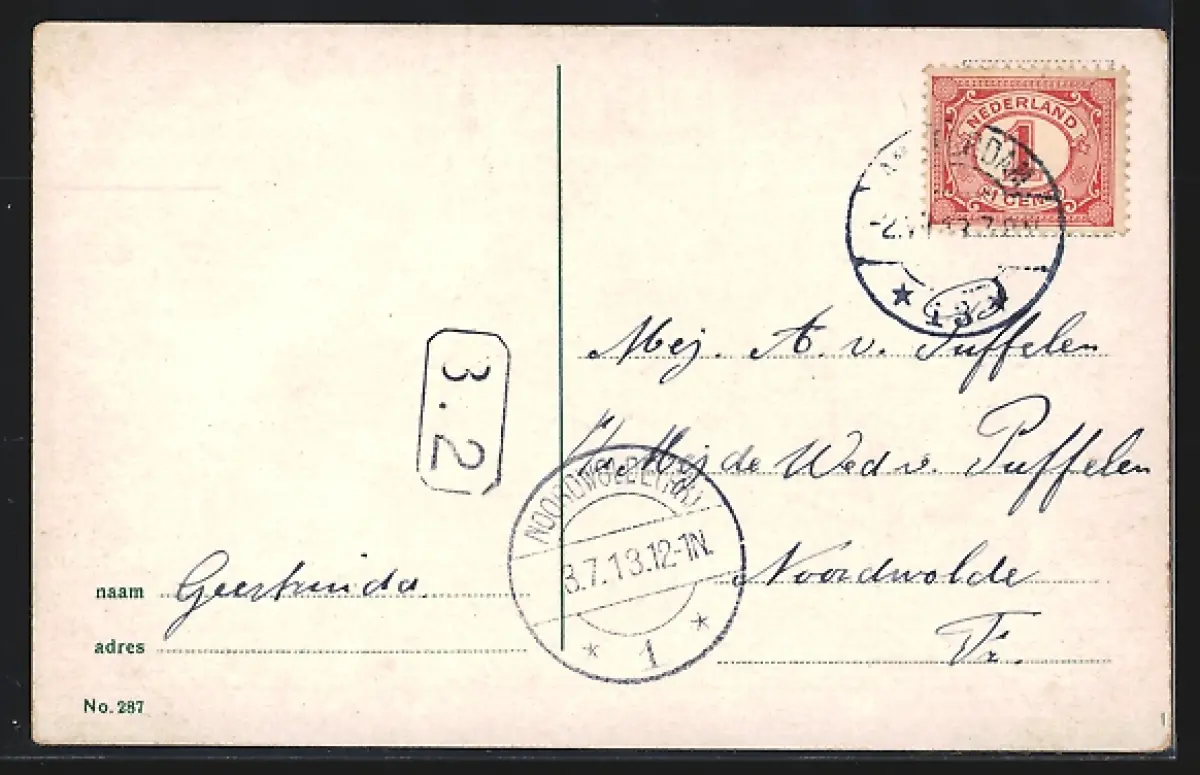 NEDERLAND
1
CENT
3.2
Mej. A. v. Puffelen
Mej de Wed v. Puffelen
NOORDWOLDE (FR.)
3.7.13.12-1N.
1
Noordwolde
Fr.
naam Geertruida.
adres
No. 287